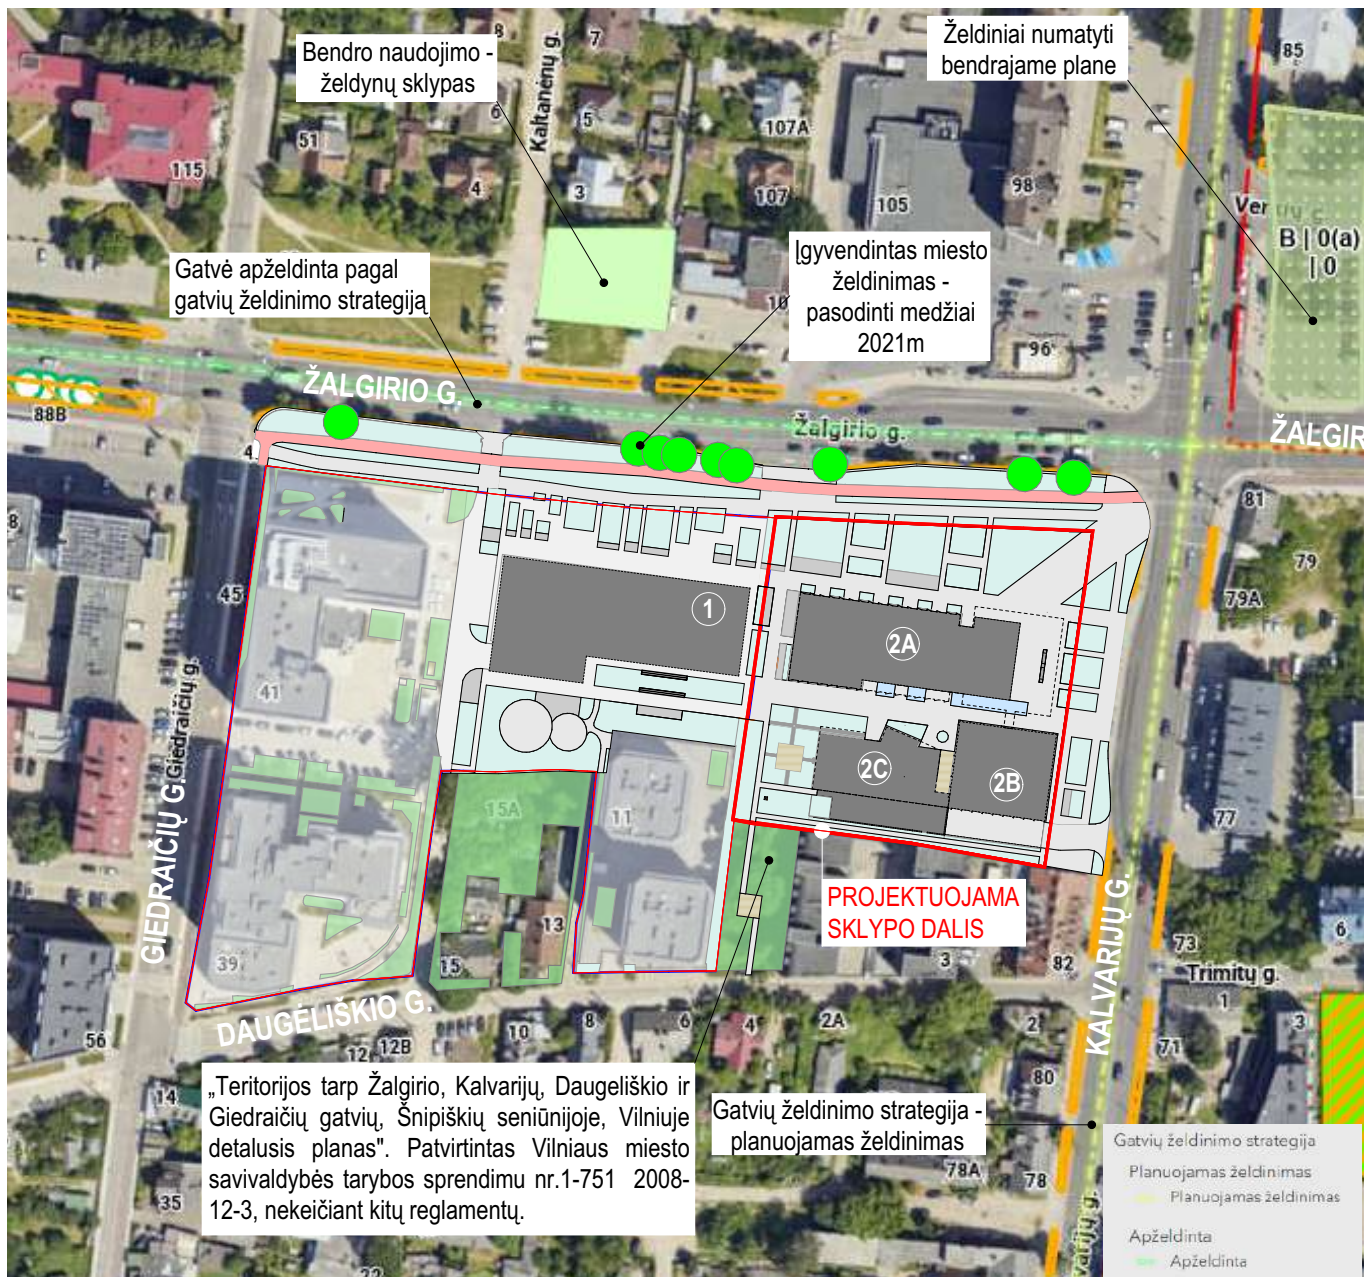 Bendro naudojimo -
želdynų sklypas
Želdiniai numatyti
bendrajame plane
Gatvė apželdinta pagal
gatvių želdinimo strategiją
Įgyvendintas miesto
želdinimas -
pasodinti medžiai
2021m
8
7
85
Kaltanėnų g.
6
5
107A
51
115
4
3
107
105
98
B | 0(a)
| 0
96
ŽALGIRIO G.
Žalgirio g.
ŽALGIR
88B
4
81
79
79A
45
1
2A
41
Giedraičių g.
GIEDRAIČIŲ G.
2C
2B
15A
11
77
PROJEKTUOJAMA
SKLYPO DALIS
13
39
15
3
82
73
6
KALVARIJŲ G.
Trimitų g.
1
3
DAUGĖLIŠKIO G.
56
12
12B
10
8
6
4
2A
2
71
80
14
„Teritorijos tarp Žalgirio, Kalvarijų, Daugeliškio ir
Giedraičių gatvių, Šnipiškių seniūnijoje, Vilniuje
detalusis planas". Patvirtintas Vilniaus miesto
savivaldybės tarybos sprendimu nr.1-751 2008-
12-3, nekeičiant kitų reglamentų.
Gatvių želdinimo strategija -
planuojamas želdinimas
78A
78
35
Gatvių želdinimo strategija
Planuojamas želdinimas
Planuojamas želdinimas
Apželdinta
Apželdinta